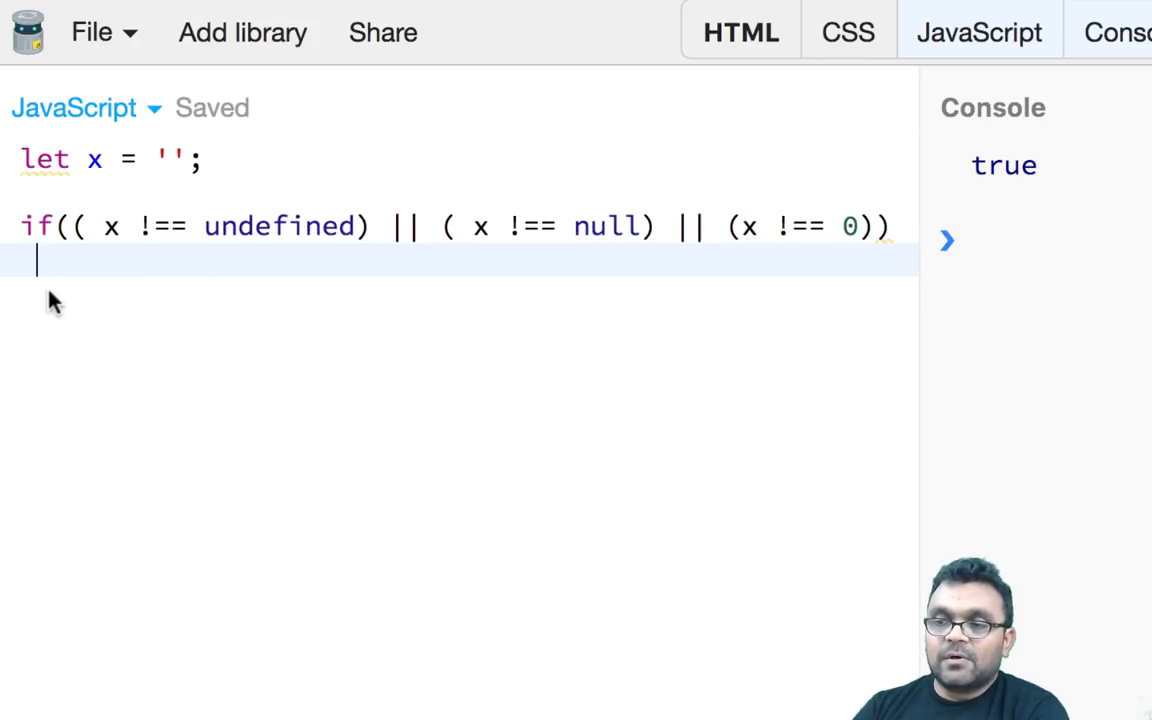 File Add library Share HTML CSS JavaScript Conso
JavaScript Saved Console
let x = '';
true
if(( x !== undefined) || ( x !== null) || (x !== 0))